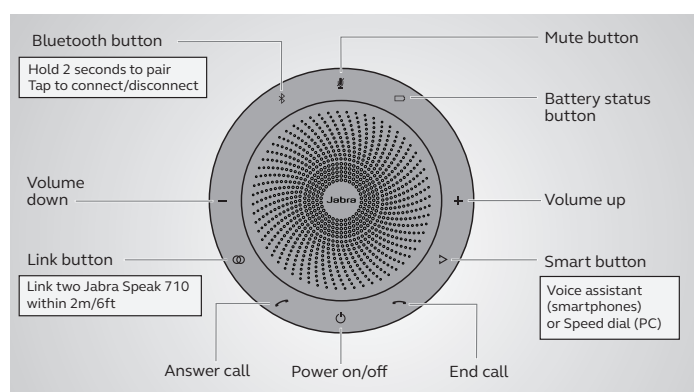 Bluetooth button
Hold 2 seconds to pair
Tap to connect/disconnect
Mute button
Battery status
button
Volume
down
Jabra
Volume up
Link button
Link two Jabra Speak 710
within 2m/6ft
Smart button
Voice assistant
(smartphones)
or Speed dial (PC)
Answer call
Power on/off
End call